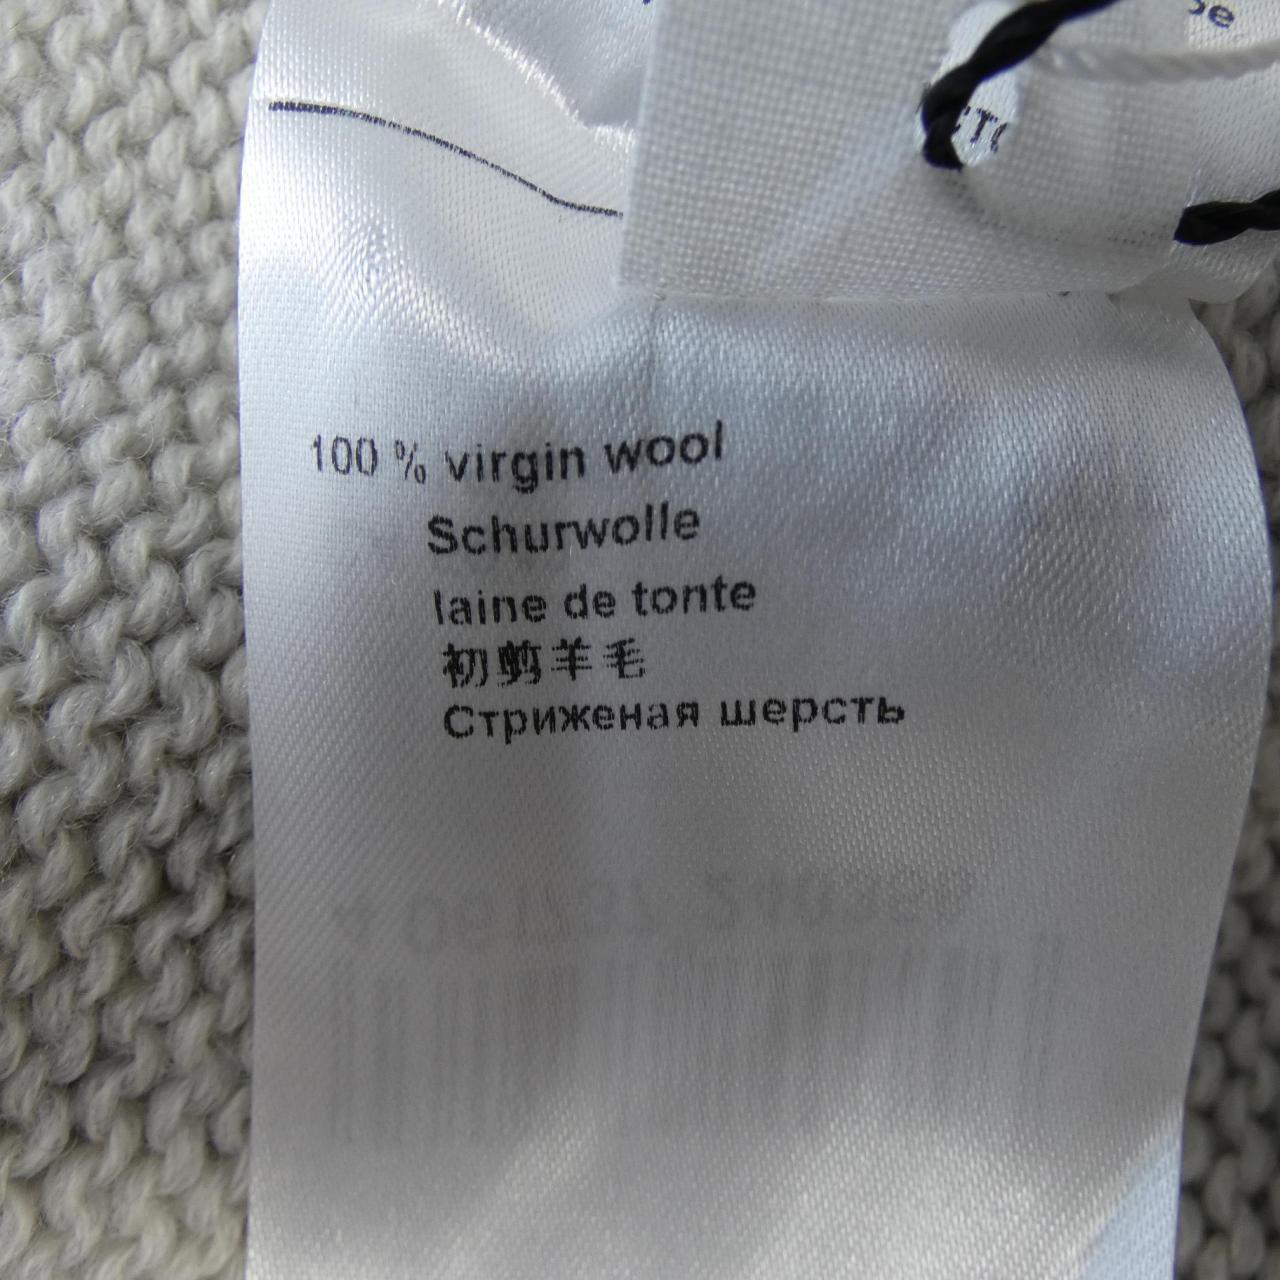 100 % virgin wool
Schurwolle
laine de tonte
初剪羊毛
Стриженая шерсть